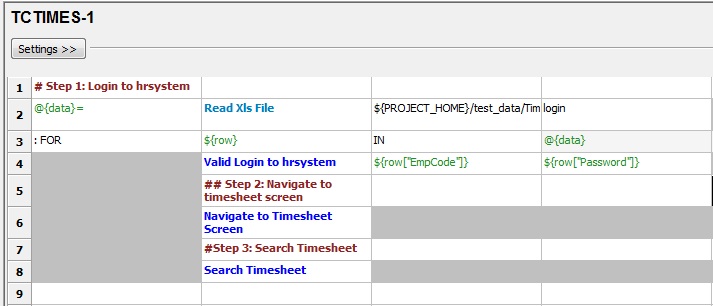 TCTIMES-1
Settings >>
1 # Step 1: Login to hrsystem
2 @{data}= Read Xls File ${PROJECT_HOME}/test_data/Tim login
3 : FOR ${row} IN @{data}
4 Valid Login to hrsystem ${row["EmpCode"]} ${row["Password"]}
5 ## Step 2: Navigate to
timesheet screen
6 Navigate to Timesheet
Screen
7 #Step 3: Search Timesheet
8 Search Timesheet
9